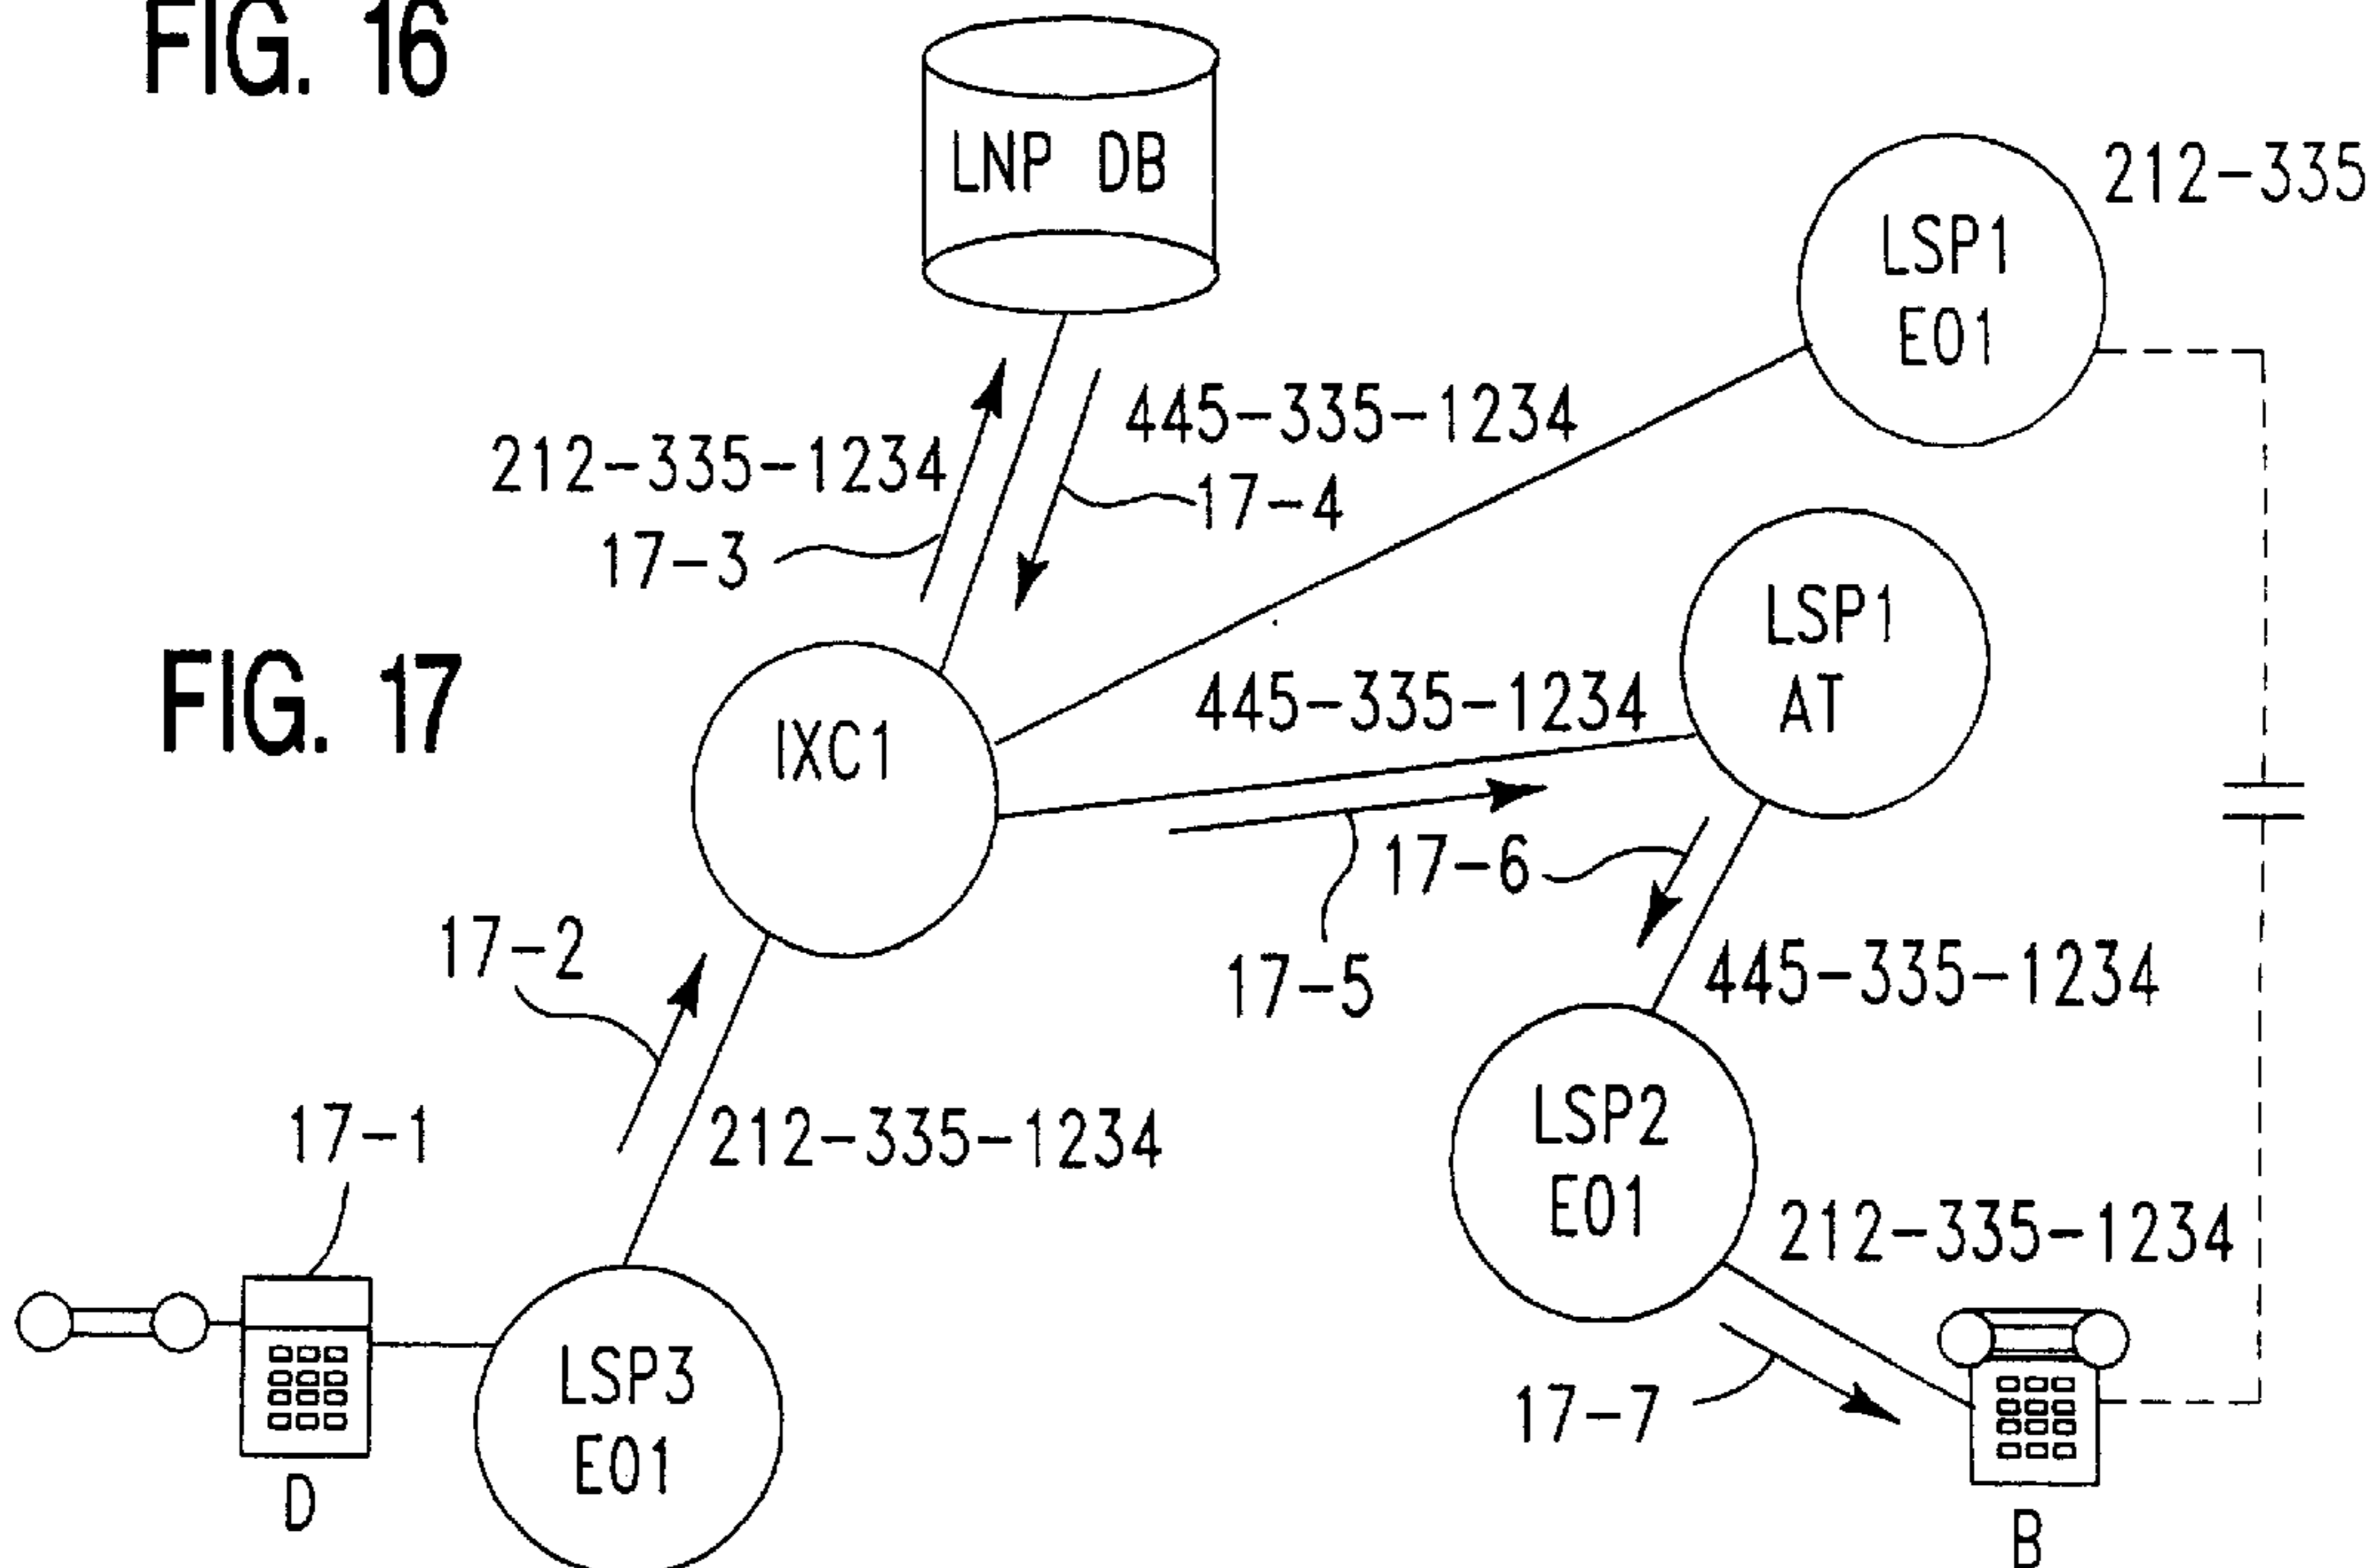 FIG. 16
LNP DB
212-335
LSP1
E01
445-335-1234
212-335-1234
17-4
17-3
LSP1
AT
FIG. 17
445-335-1234
IXC1
17-6
17-2
17-5
445-335-1234
LSP2
E01
17-1
212-335-1234
212-335-1234
LSP3
E01
17-7
D
B